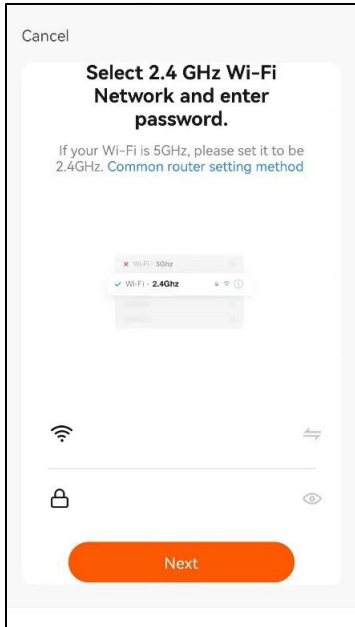 Cancel
Select 2.4 GHz Wi-Fi
Network and enter
password.
If your Wi-Fi is 5GHz, please set it to be
2.4GHz. Common router setting method
Wi-Fi - 5Ghz
Wi-Fi - 2.4Ghz
Next